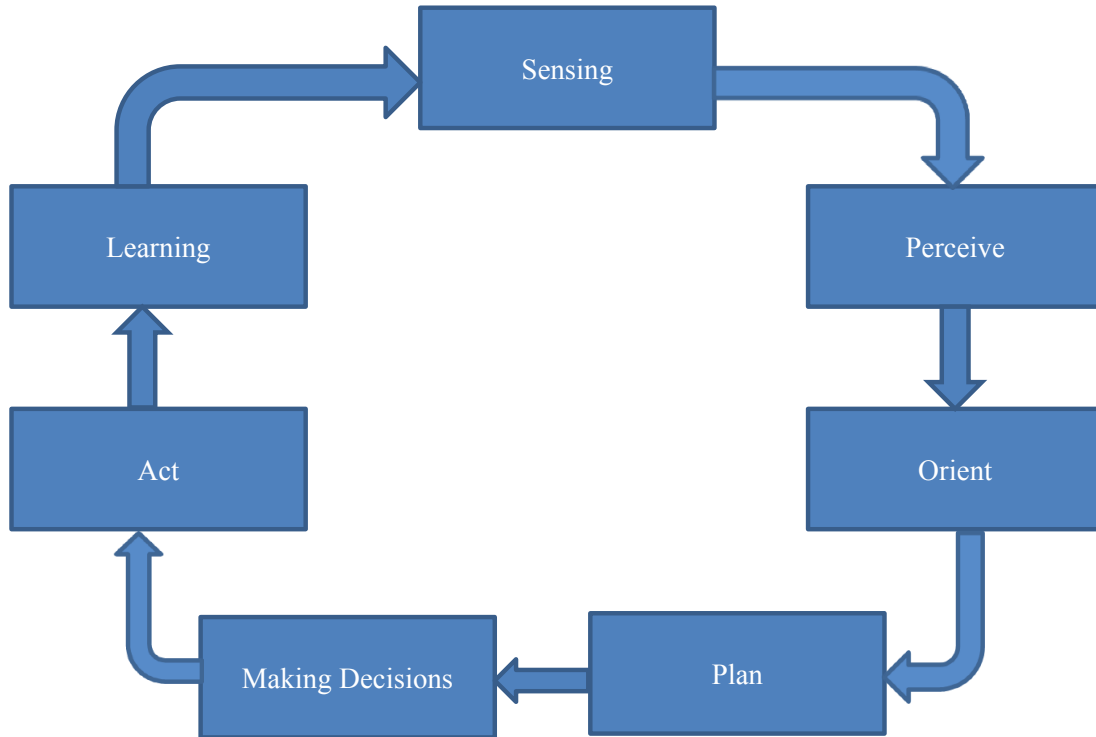 Sensing
Perceive
Orient
Plan
Making Decisions
Act
Learning